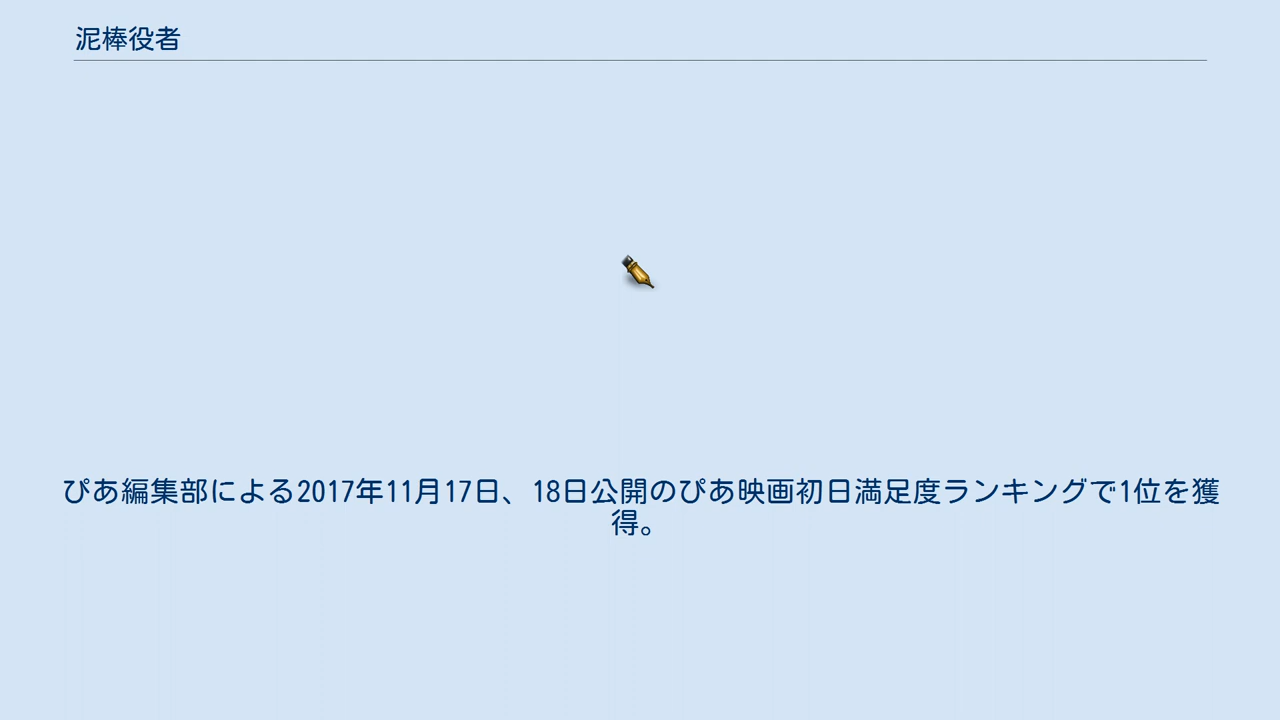 泥棒役者
ぴあ編集部による2017年11月17日、18日公開のぴあ映画初日満足度ランキングで1位を獲
得。